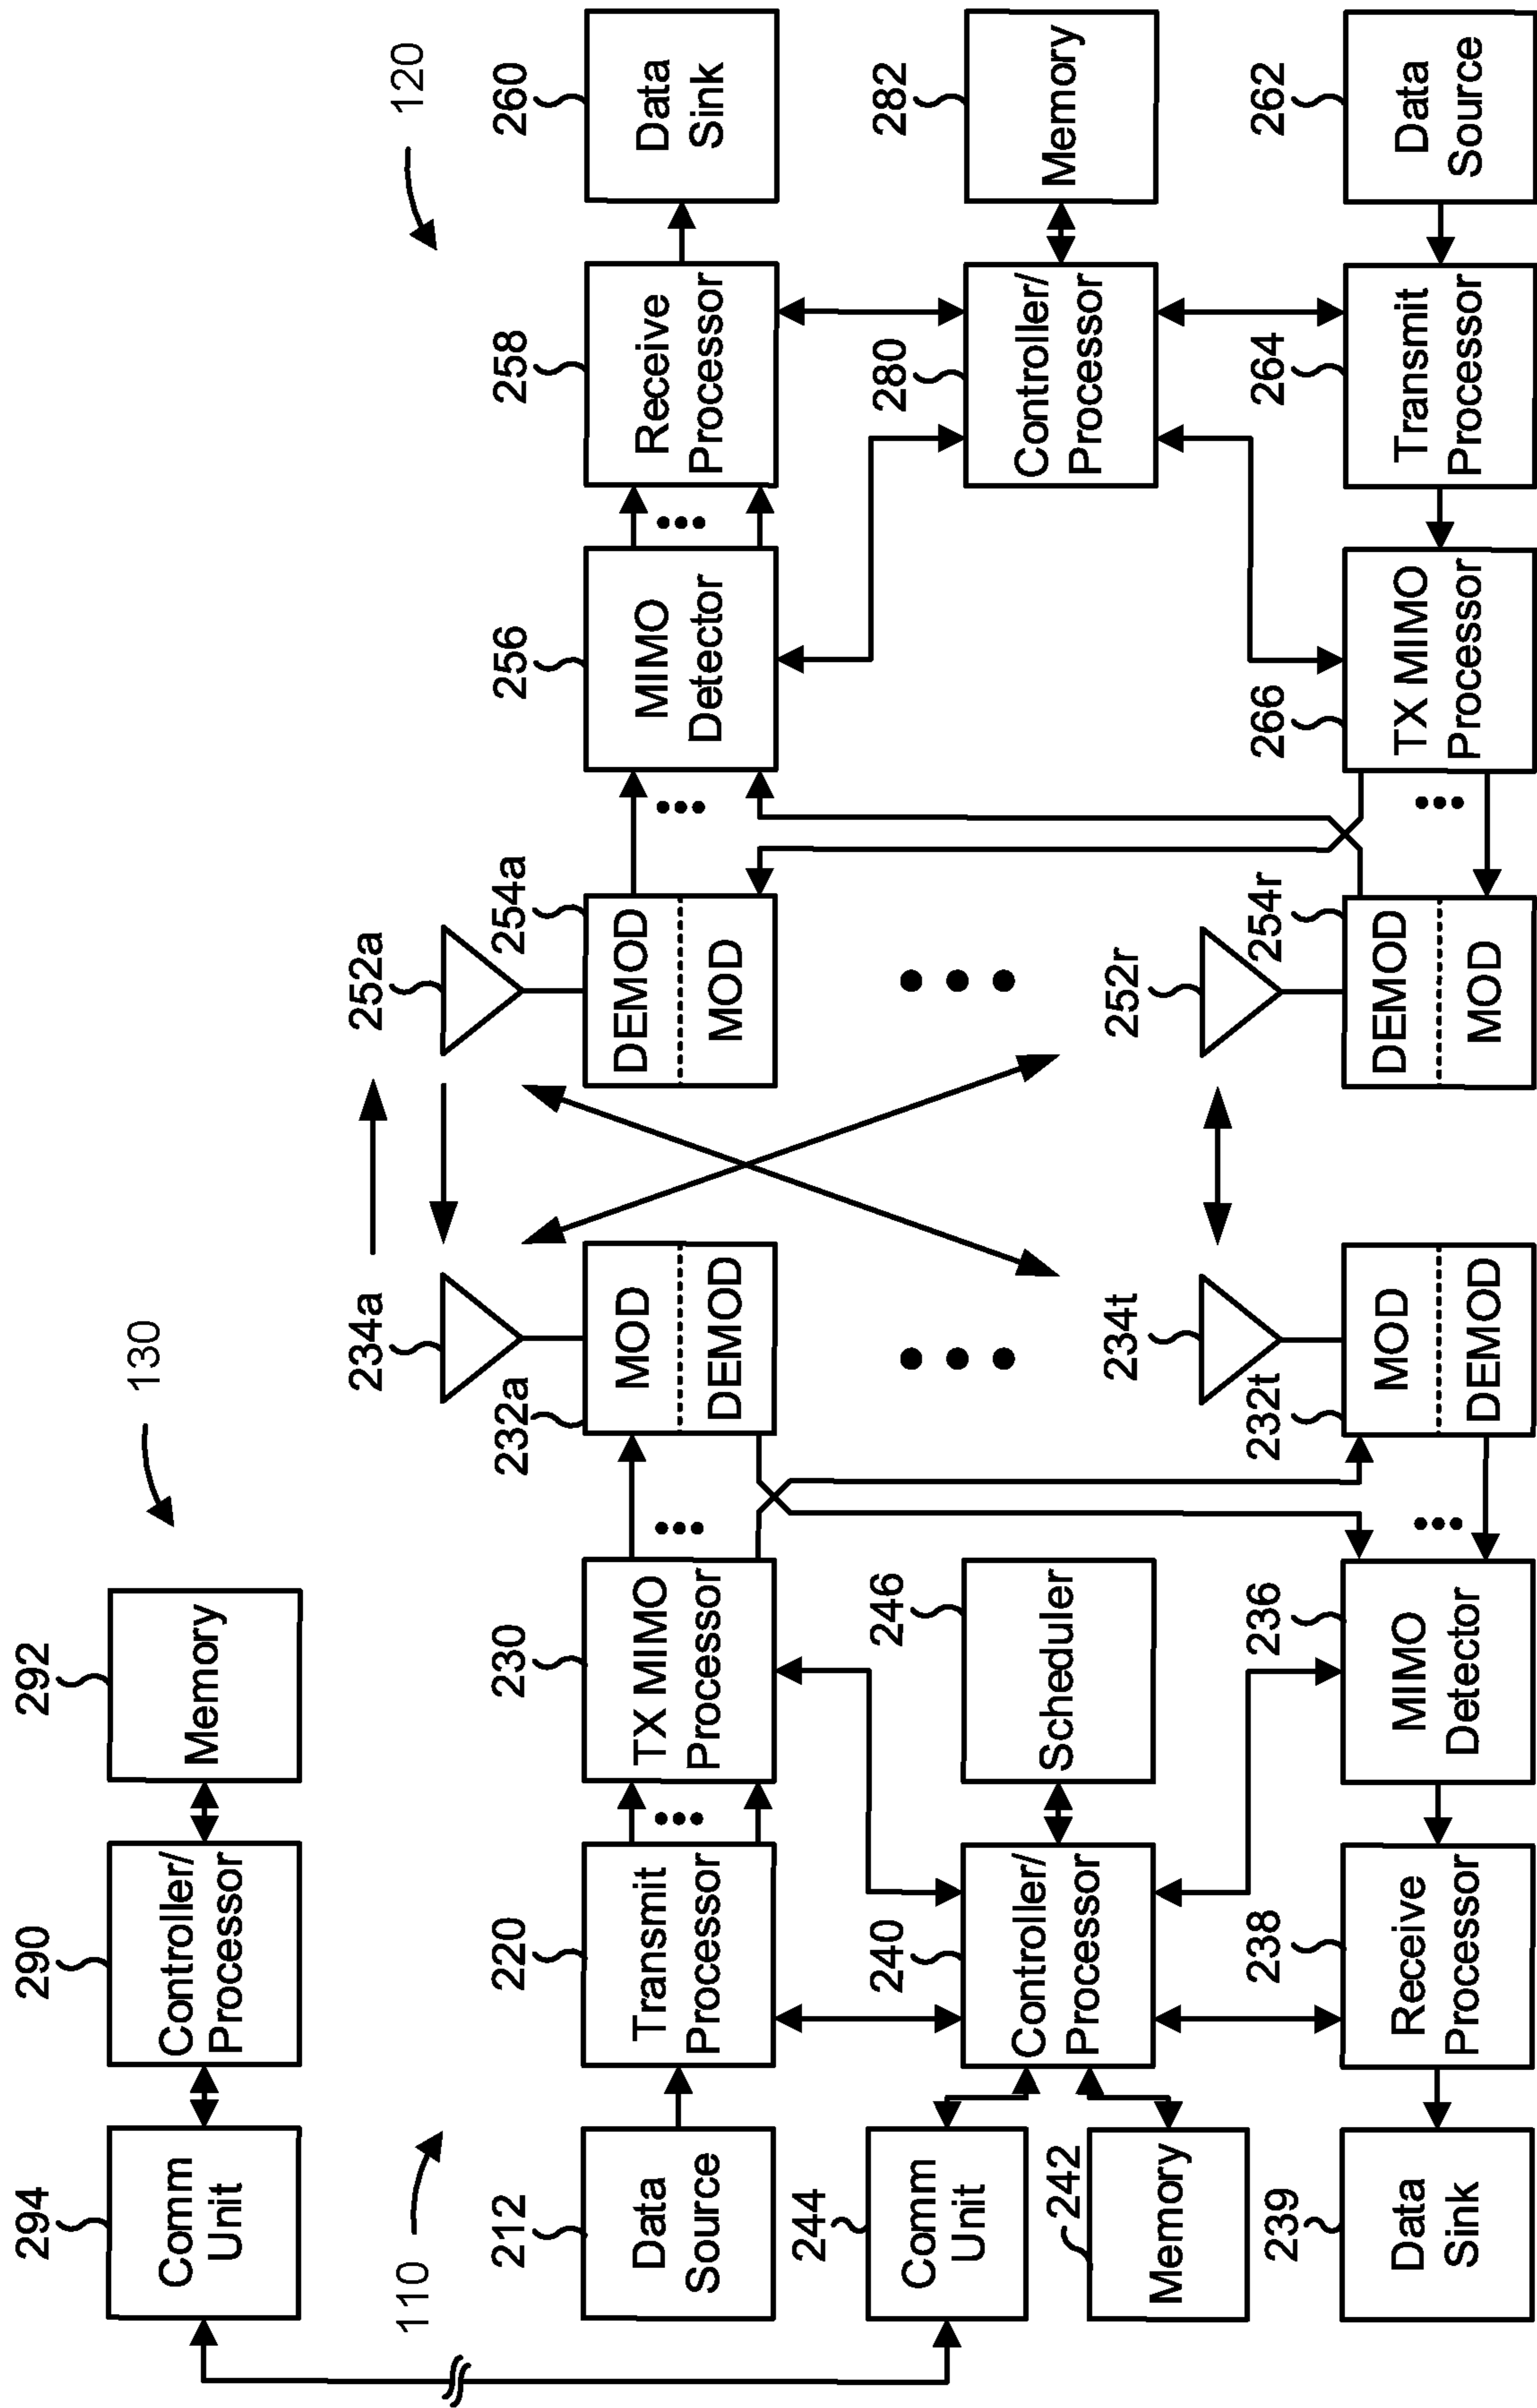 130
294
Comm
Unit
290
Controller/
Processor
292
Memory
110
212
Data
Source
220
Transmit
Processor
230
TX MIMO
Processor
232a
MOD
DEMOD
234a
252a
254a
DEMOD
MOD
256
MIMO
Detector
258
Receive
Processor
260
Data
Sink
120
244
Comm
Unit
242
Memory
240
Controller/
Processor
246
Scheduler
280
Controller/
Processor
282
Memory
239
Data
Sink
238
Receive
Processor
236
MIMO
Detector
232t
MOD
DEMOD
234t
252r
254r
DEMOD
MOD
266
TX MIMO
Processor
264
Transmit
Processor
262
Data
Source